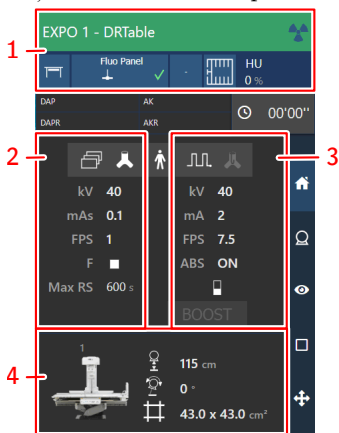 EXPO 1 - DRTable
1
Fluo Panel
HU
0 %
DAP AK
DAPR AKR
00'00"
2
3
kV 40
mAs 0.1
FPS 1
F
Max RS 600 s
kV 40
mA 2
FPS 7.5
ABS ON
BOOST
4
1
115 cm
0 °
43.0 x 43.0 cm²